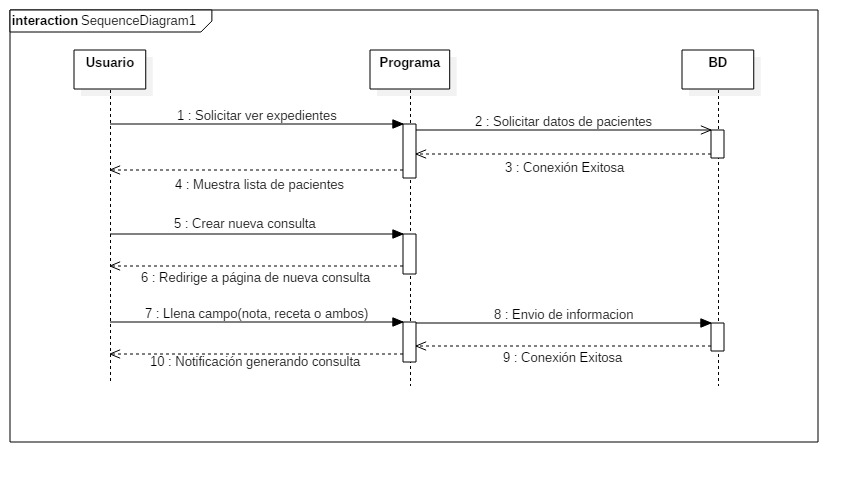 interaction SequenceDiagram1
Usuario
Programa
BD
1 : Solicitar ver expedientes
2 : Solicitar datos de pacientes
3 : Conexión Exitosa
4 : Muestra lista de pacientes
5 : Crear nueva consulta
6 : Redirige a página de nueva consulta
7 : Llena campo(nota, receta o ambos)
8 : Envio de informacion
9 : Conexión Exitosa
10 : Notificación generando consulta